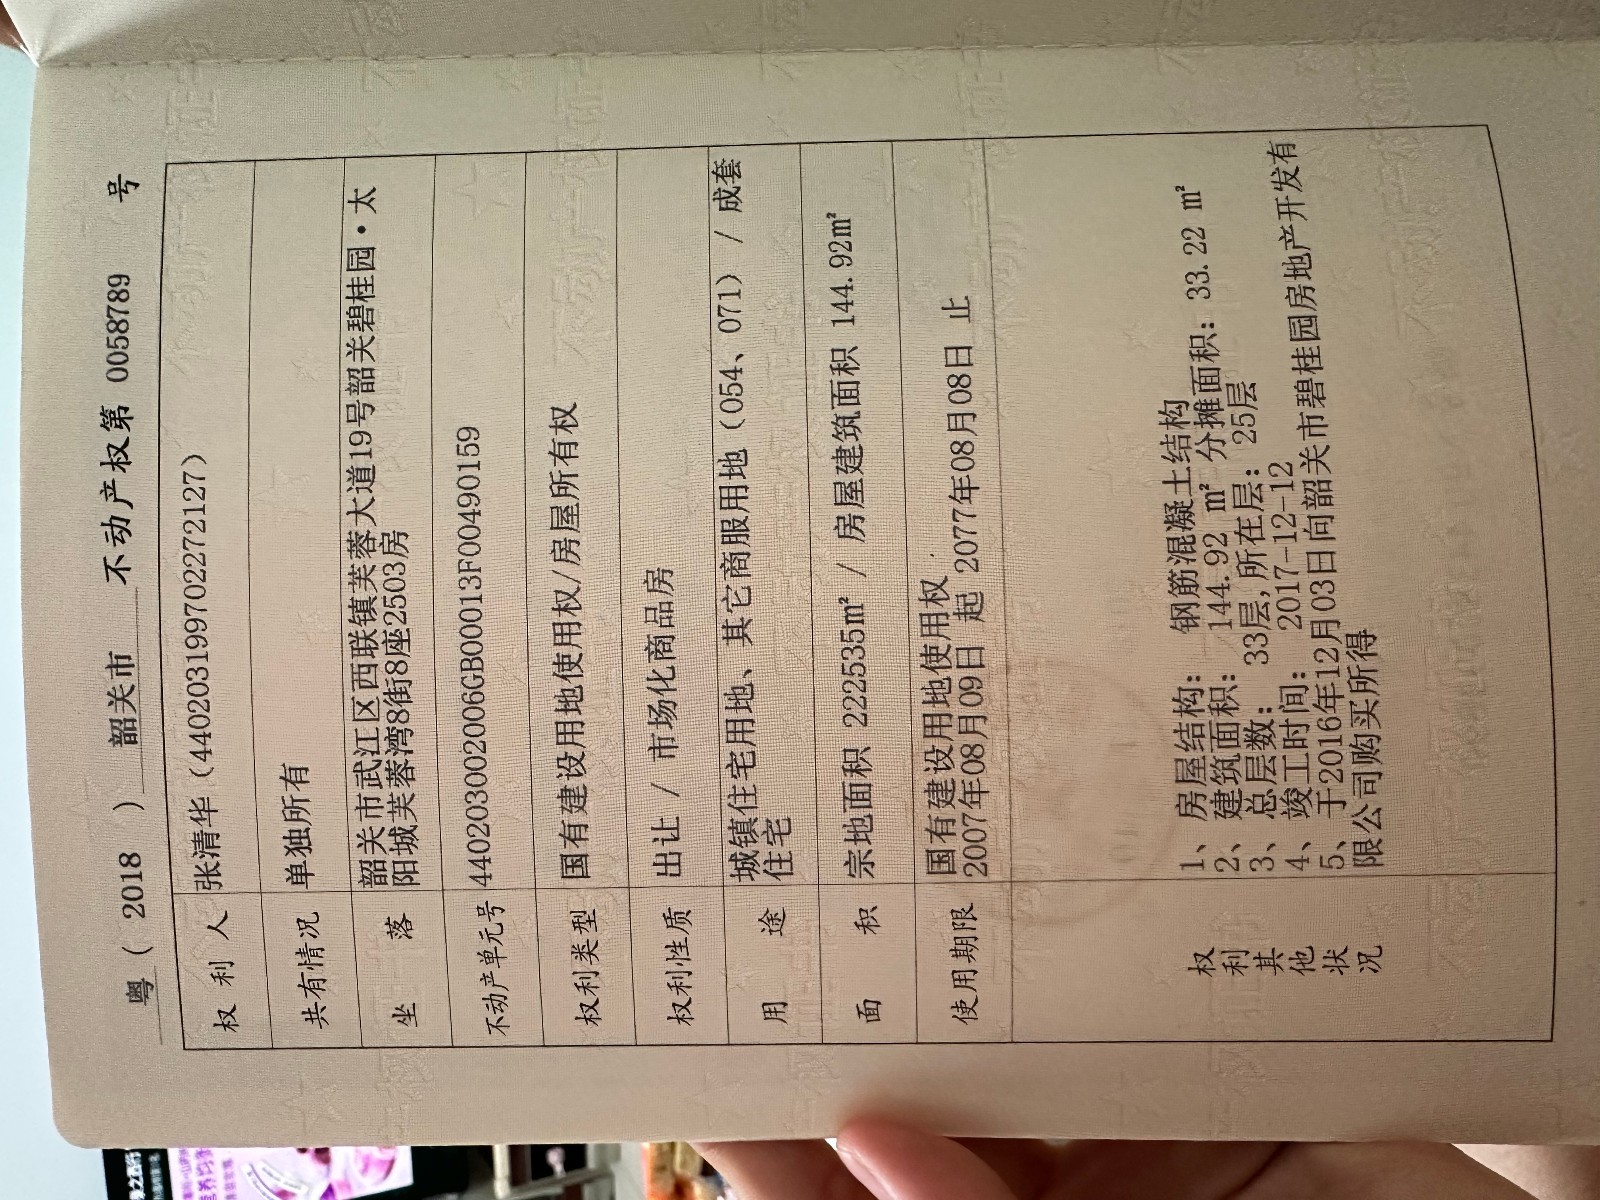 粤（ 2018 ） 韶关市 不动产权第 0058789 号
权利人 张清华（440203199702272127）
共有情况 单独所有
坐落 韶关市武江区西联镇芙蓉大道19号韶关碧桂园·太
阳城芙蓉湾8街8座2503房
不动产单元号 440203002006GB00013F00490159
权利类型 国有建设用地使用权/房屋所有权
权利性质 出让 / 市场化商品房
用途 城镇住宅用地、其它商服用地（054、071） / 成套
住宅
面积 宗地面积 222535㎡ / 房屋建筑面积 144.92㎡
使用期限 国有建设用地使用权
2007年08月09日 起 2077年08月08日 止
权利其他状况
1、房屋结构： 钢筋混凝土结构
2、建筑面积： 144.92 ㎡ 分摊面积：33.22 ㎡
3、总层数： 33层,所在层：25层
4、竣工时间： 2017-12-12
5、于2016年12月03日向韶关市碧桂园房地产开发有
限公司购买所得